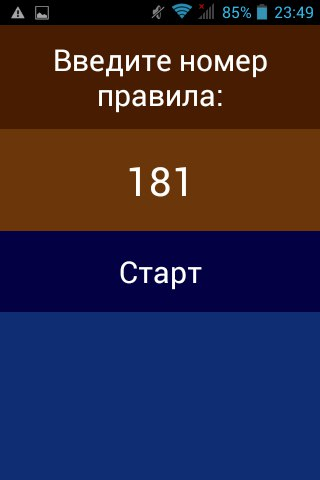 85% 23:49
Введите номер
правила:
181
Старт